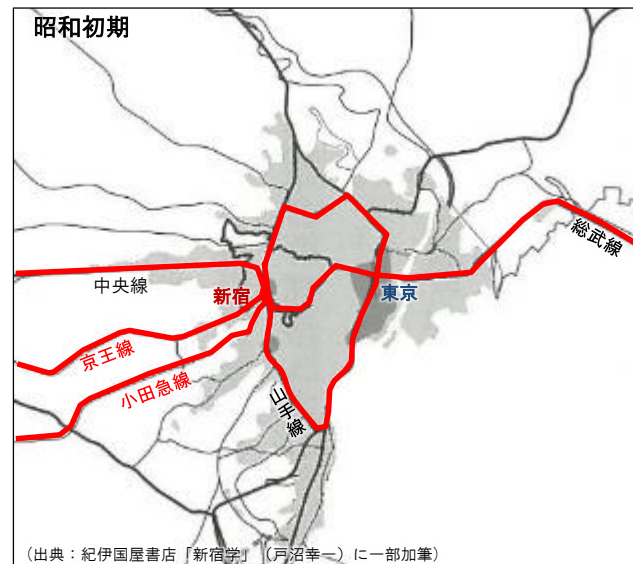 昭和初期
総武線
中央線
新宿
東京
京王線
小田急線
山手線
（出典：紀伊国屋書店「新宿学」（戸沼幸一）に一部加筆）